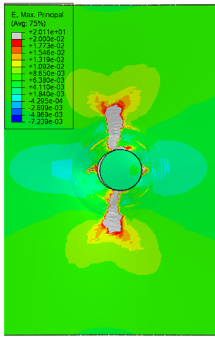 E, Max. Principal
(Avg: 75%)
+2.011e+01
+2.000e-02
+1.773e-02
+1.546e-02
+1.319e-02
+1.092e-02
+8.650e-03
+6.380e-03
+4.110e-03
+1.840e-03
-4.295e-04
-2.699e-03
-4.969e-03
-7.239e-03